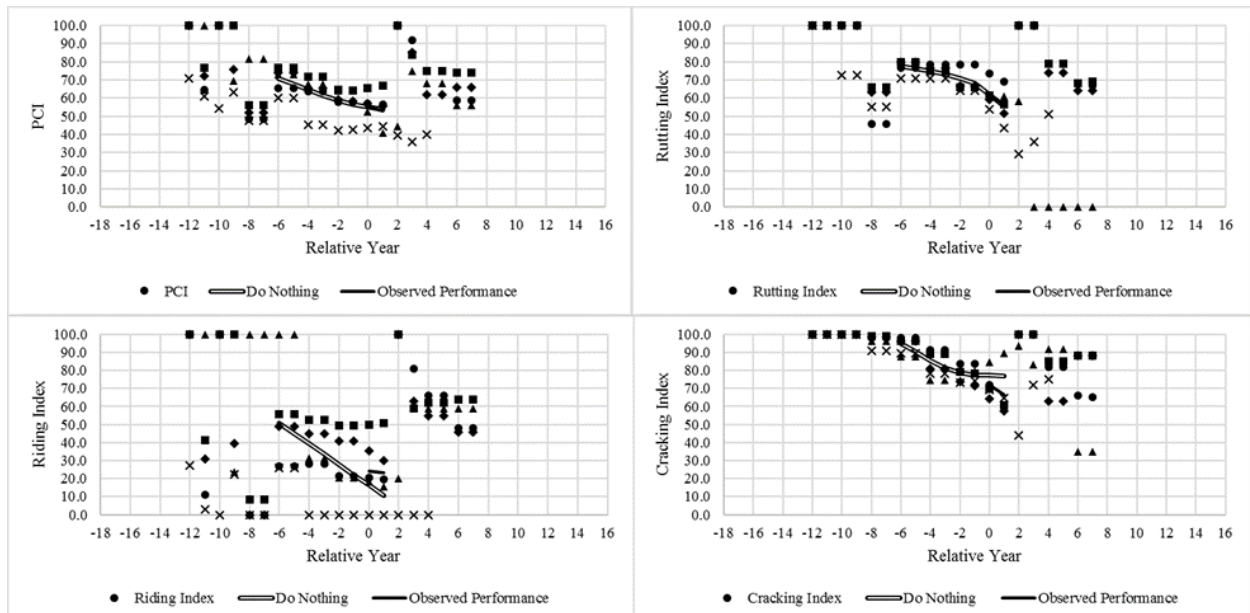 100.0
90.0
80.0
70.0
60.0
50.0
40.0
30.0
20.0
10.0
0.0
PCI
-18 -16 -14 -12 -10 -8 -6 -4 -2 0 2 4 6 8 10 12 14 16
Relative Year
PCI Do Nothing Observed Performance
100.0
90.0
80.0
70.0
60.0
50.0
40.0
30.0
20.0
10.0
0.0
Rutting Index
-18 -16 -14 -12 -10 -8 -6 -4 -2 0 2 4 6 8 10 12 14 16
Relative Year
Rutting Index Do Nothing Observed Performance
100.0
90.0
80.0
70.0
60.0
50.0
40.0
30.0
20.0
10.0
0.0
Riding Index
-18 -16 -14 -12 -10 -8 -6 -4 -2 0 2 4 6 8 10 12 14 16
Relative Year
Riding Index Do Nothing Observed Performance
100.0
90.0
80.0
70.0
60.0
50.0
40.0
30.0
20.0
10.0
0.0
Cracking Index
-18 -16 -14 -12 -10 -8 -6 -4 -2 0 2 4 6 8 10 12 14 16
Relative Year
Cracking Index Do Nothing Observed Performance